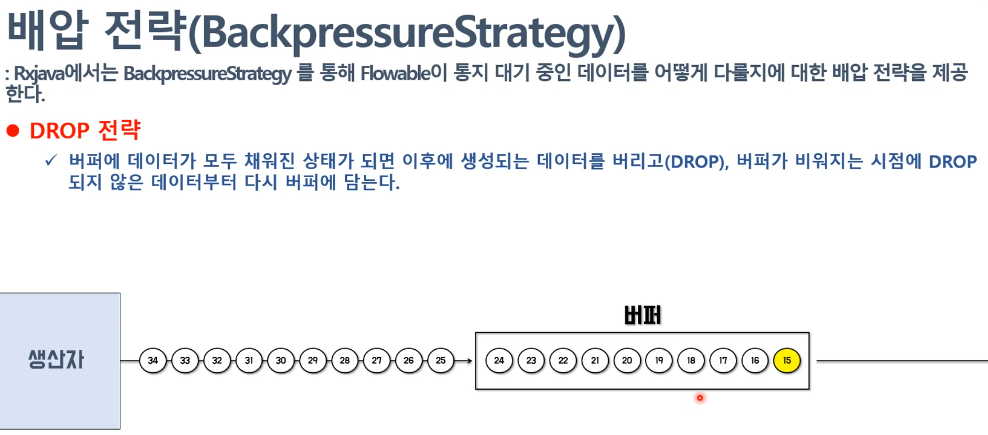 배압 전략(BackpressureStrategy)
: Rxjava에서는 BackpressureStrategy 를 통해 Flowable이 통지 대기 중인 데이터를 어떻게 다룰지에 대한 배압 전략을 제공
한다.
● DROP 전략
✓ 버퍼에 데이터가 모두 채워진 상태가 되면 이후에 생성되는 데이터를 버리고(DROP), 버퍼가 비워지는 시점에 DROP
되지 않은 데이터부터 다시 버퍼에 담는다.
버퍼
생산자 34 33 32 31 30 29 28 27 26 25 24 23 22 21 20 19 18 17 16 15